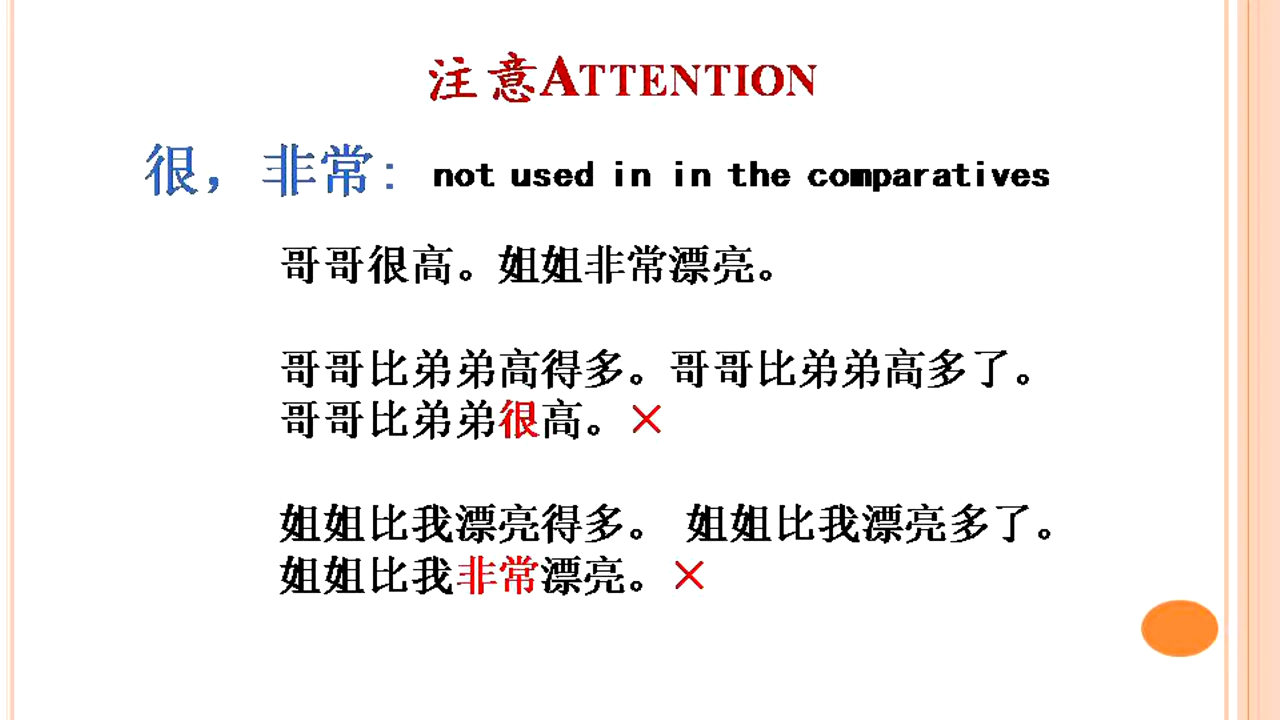 注意ATTENTION
很，非常: not used in in the comparatives
哥哥很高。姐姐非常漂亮。
哥哥比弟弟高得多。哥哥比弟弟高多了。
哥哥比弟弟很高。×
姐姐比我漂亮得多。 姐姐比我漂亮多了。
姐姐比我非常漂亮。×